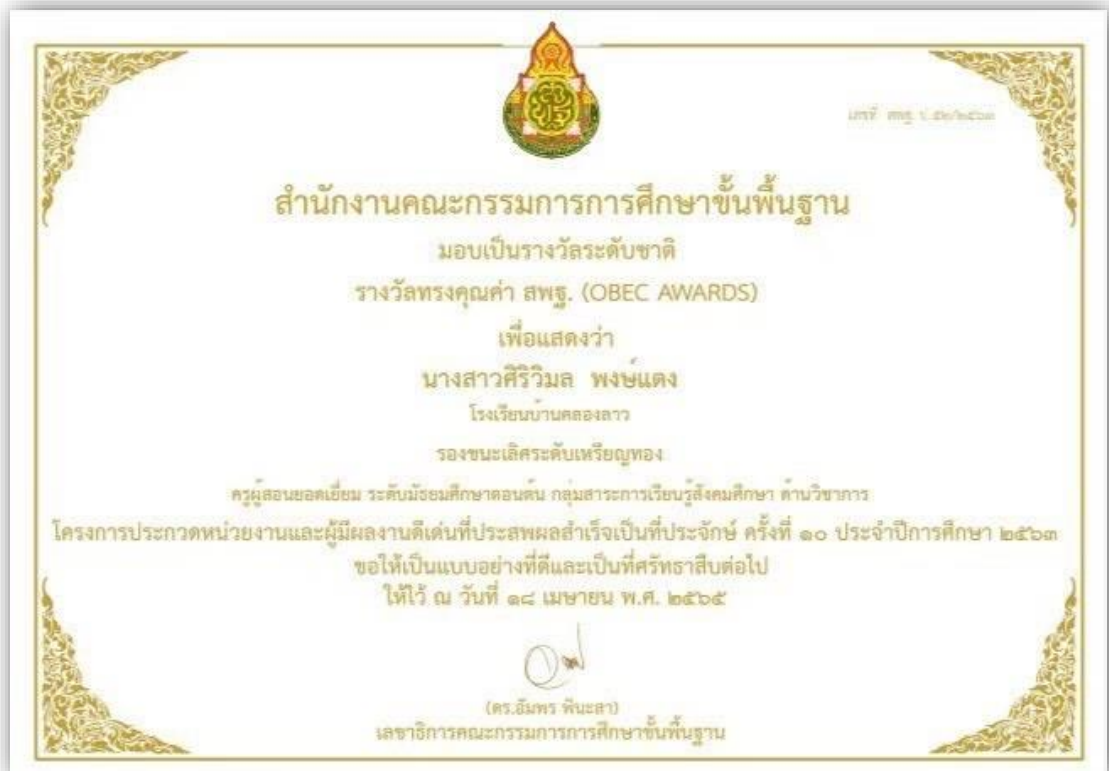 เลขที่ สพฐ ป.๕๒/๒๕๖๓
สำนักงานคณะกรรมการการศึกษาขั้นพื้นฐาน
มอบเป็นรางวัลระดับชาติ
รางวัลทรงคุณค่า สพฐ. (OBEC AWARDS)
เพื่อแสดงว่า
นางสาวศิริวิมล พงษ์แตง
โรงเรียนบ้านคลองลาว
รองชนะเลิศระดับเหรียญทอง
ครูผู้สอนยอดเยี่ยม ระดับมัธยมศึกษาตอนต้น กลุ่มสาระการเรียนรู้สังคมศึกษา ด้านวิชาการ
โครงการประกวดหน่วยงานและผู้มีผลงานดีเด่นที่ประสพผลสำเร็จเป็นที่ประจักษ์ ครั้งที่ ๑๐ ประจำปีการศึกษา ๒๕๖๓
ขอให้เป็นแบบอย่างที่ดีและเป็นที่ศรัทธาสืบต่อไป
ให้ไว้ ณ วันที่ ๑๘ เมษายน พ.ศ. ๒๕๖๕
(ดร.อัมพร พินะสา)
เลขาธิการคณะกรรมการการศึกษาขั้นพื้นฐาน